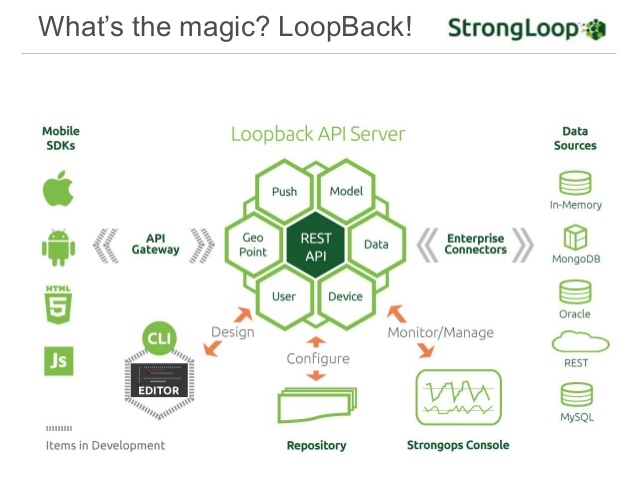 What's the magic? LoopBack!
StrongLoop
Mobile
SDKs
Loopback API Server
Data
Sources
Push
Model
In-Memory
API
Gateway
Geo
Point
REST
API
Data
Enterprise
Connectors
MongoDB
HTML
5
User
Device
Oracle
CLI
Design
Configure
Monitor/Manage
JS
EDITOR
REST
MySQL
Items in Development
Repository
Strongops Console